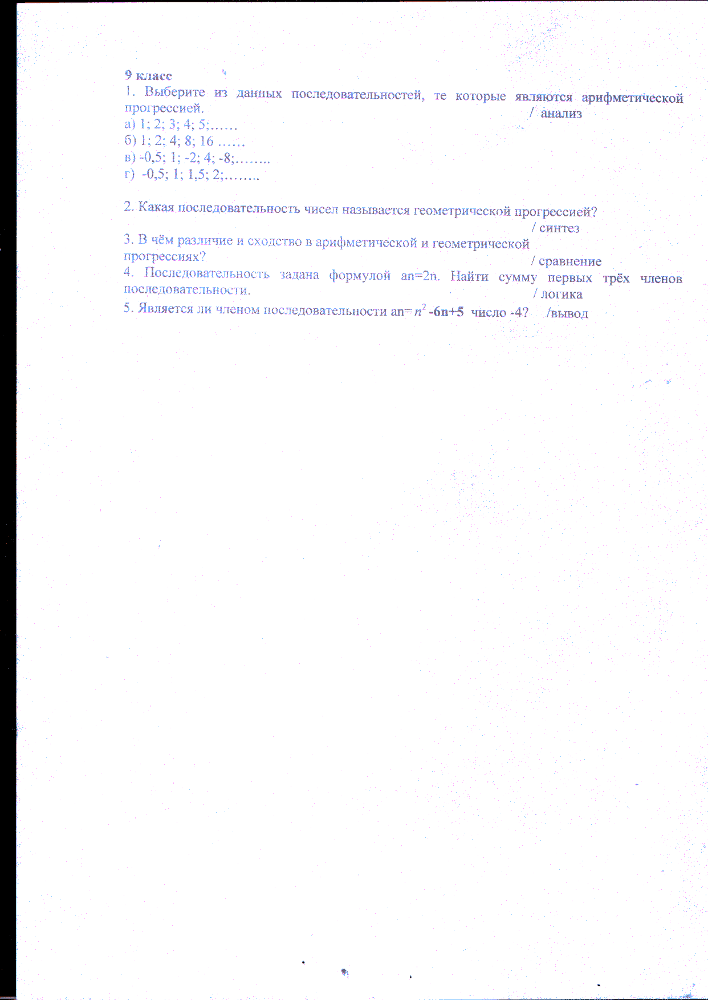 9 класс
1. Выберите из данных последовательностей, те которые являются арифметической
прогрессией. / анализ
а) 1; 2; 3; 4; 5;......
б) 1; 2; 4; 8; 16 ......
в) -0,5; 1; -2; 4; -8;........
г) -0,5; 1; 1,5; 2;........
2. Какая последовательность чисел называется геометрической прогрессией?
/ синтез
3. В чём различие и сходство в арифметической и геометрической
прогрессиях? / сравнение
4. Последовательность задана формулой an=2n. Найти сумму первых трёх членов
последовательности. / логика
5. Является ли членом последовательности an=n² -6n+5 число -4? /вывод